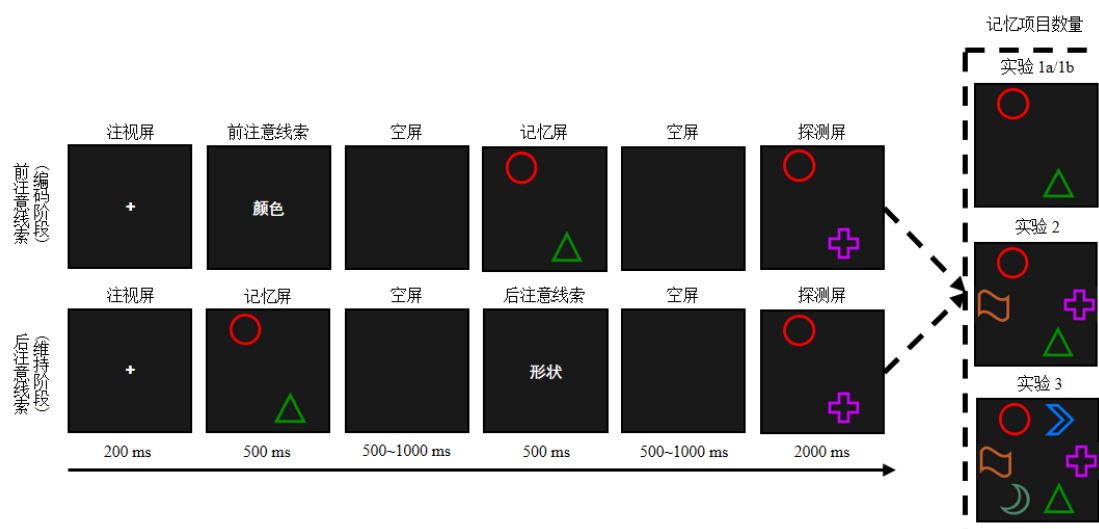 记忆项目数量
实验 1a/1b
注视屏 前注意线索 空屏 记忆屏 空屏 探测屏
前注意线索
(编码阶段)
+
颜色
实验 2
注视屏 记忆屏 空屏 后注意线索 空屏 探测屏
后注意线索
(维持阶段)
+
形状
实验 3
200 ms 500 ms 500~1000 ms 500 ms 500~1000 ms 2000 ms